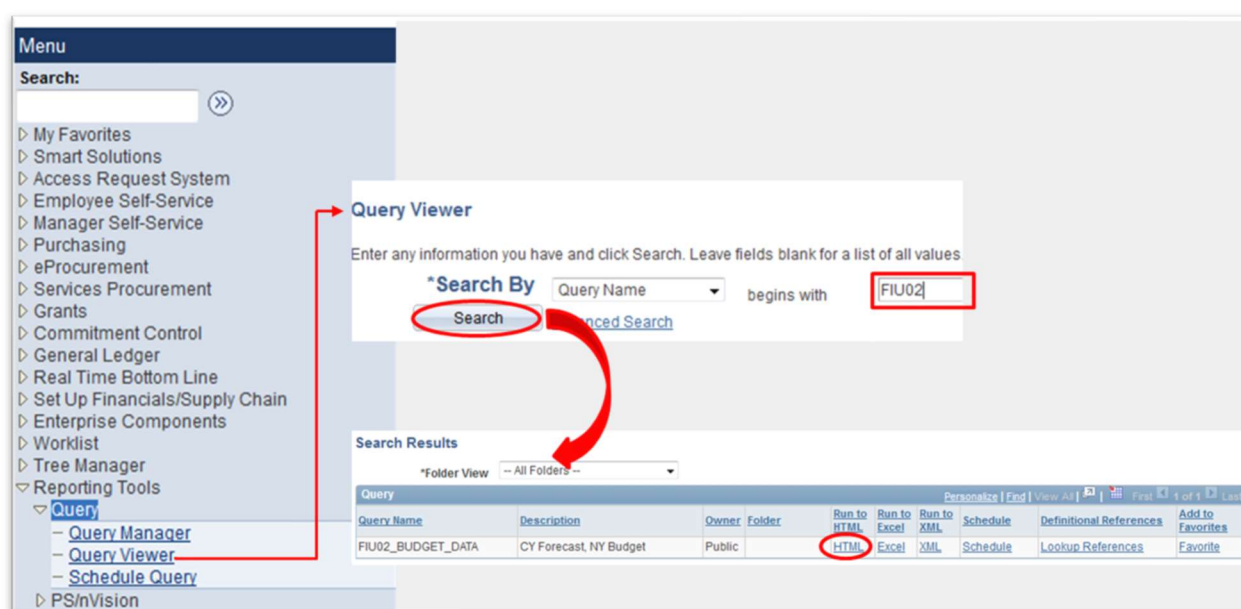 Menu
Search:
My Favorites
Smart Solutions
Access Request System
Employee Self-Service
Manager Self-Service
Purchasing
eProcurement
Services Procurement
Grants
Commitment Control
General Ledger
Real Time Bottom Line
Set Up Financials/Supply Chain
Enterprise Components
Worklist
Tree Manager
Reporting Tools
Query
Query Manager
Query Viewer
Schedule Query
PS/nVision
Query Viewer
Enter any information you have and click Search. Leave fields blank for a list of all values
*Search By Query Name begins with FIU02
Search Search
Search Results
*Folder View -- All Folders --
Query Personalize | Find | View All | First 1 of 1 Last
Query Name Description Owner Folder Run to HTML Run to Excel Run to XML Schedule Definitional References Add to Favorites
FIU02_BUDGET_DATA CY Forecast, NY Budget Public HTML Excel XML Schedule Lookup References Favorite